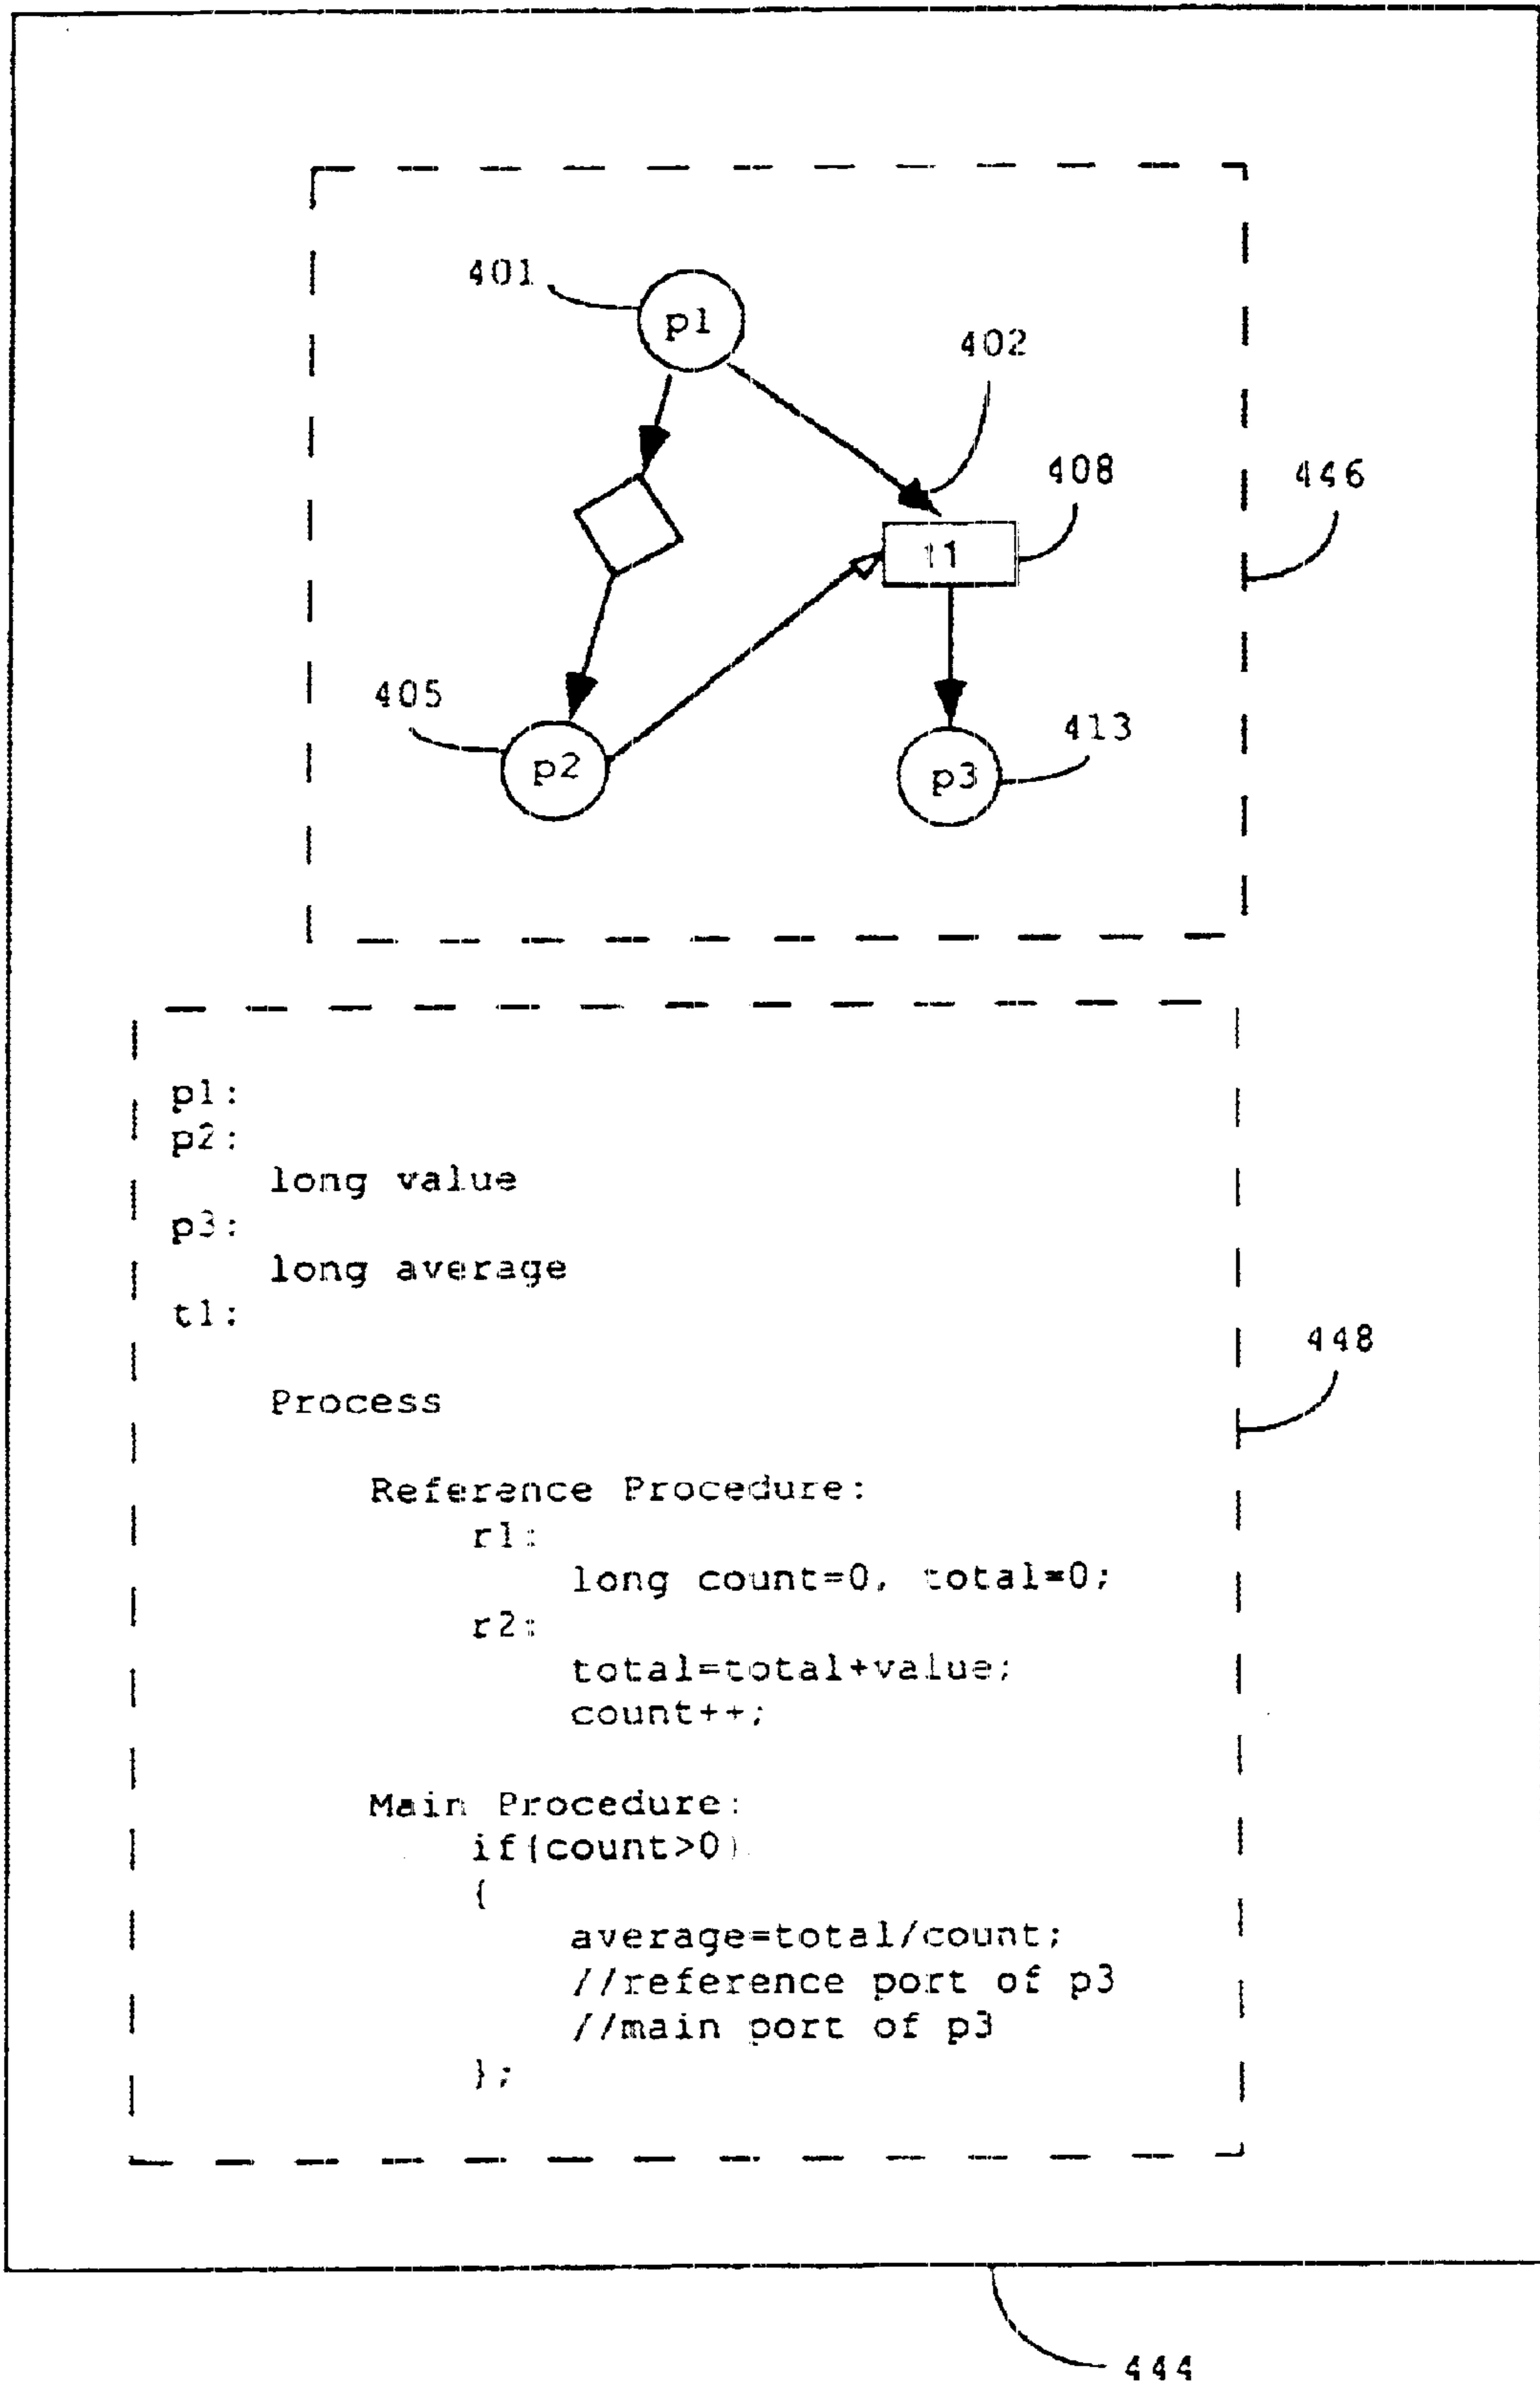 401
p1
402
408
446
t1
405
p2
413
p3
p1:
p2:
long value
p3:
long average
t1:
448
Process
Reference Procedure:
r1:
long count=0, total=0;
r2:
total=total+value;
count++;
Main Procedure:
if(count>0)
{
average=total/count;
//reference port of p3
//main port of p3
};
444